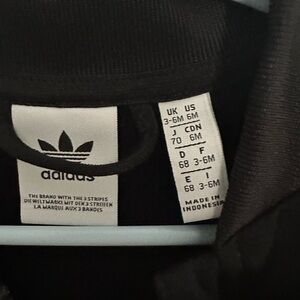 adidas
THE BRAND WITH THE 3 STRIPES
DIE WELTMARKE MIT DEN 3 STREIFEN
LA MARQUE AUX 3 BANDES
UK US
3-6M 6M
J CDN
70 6M
D F
68 3-6M
E I
68 3-6M
MADE IN
INDONESIA